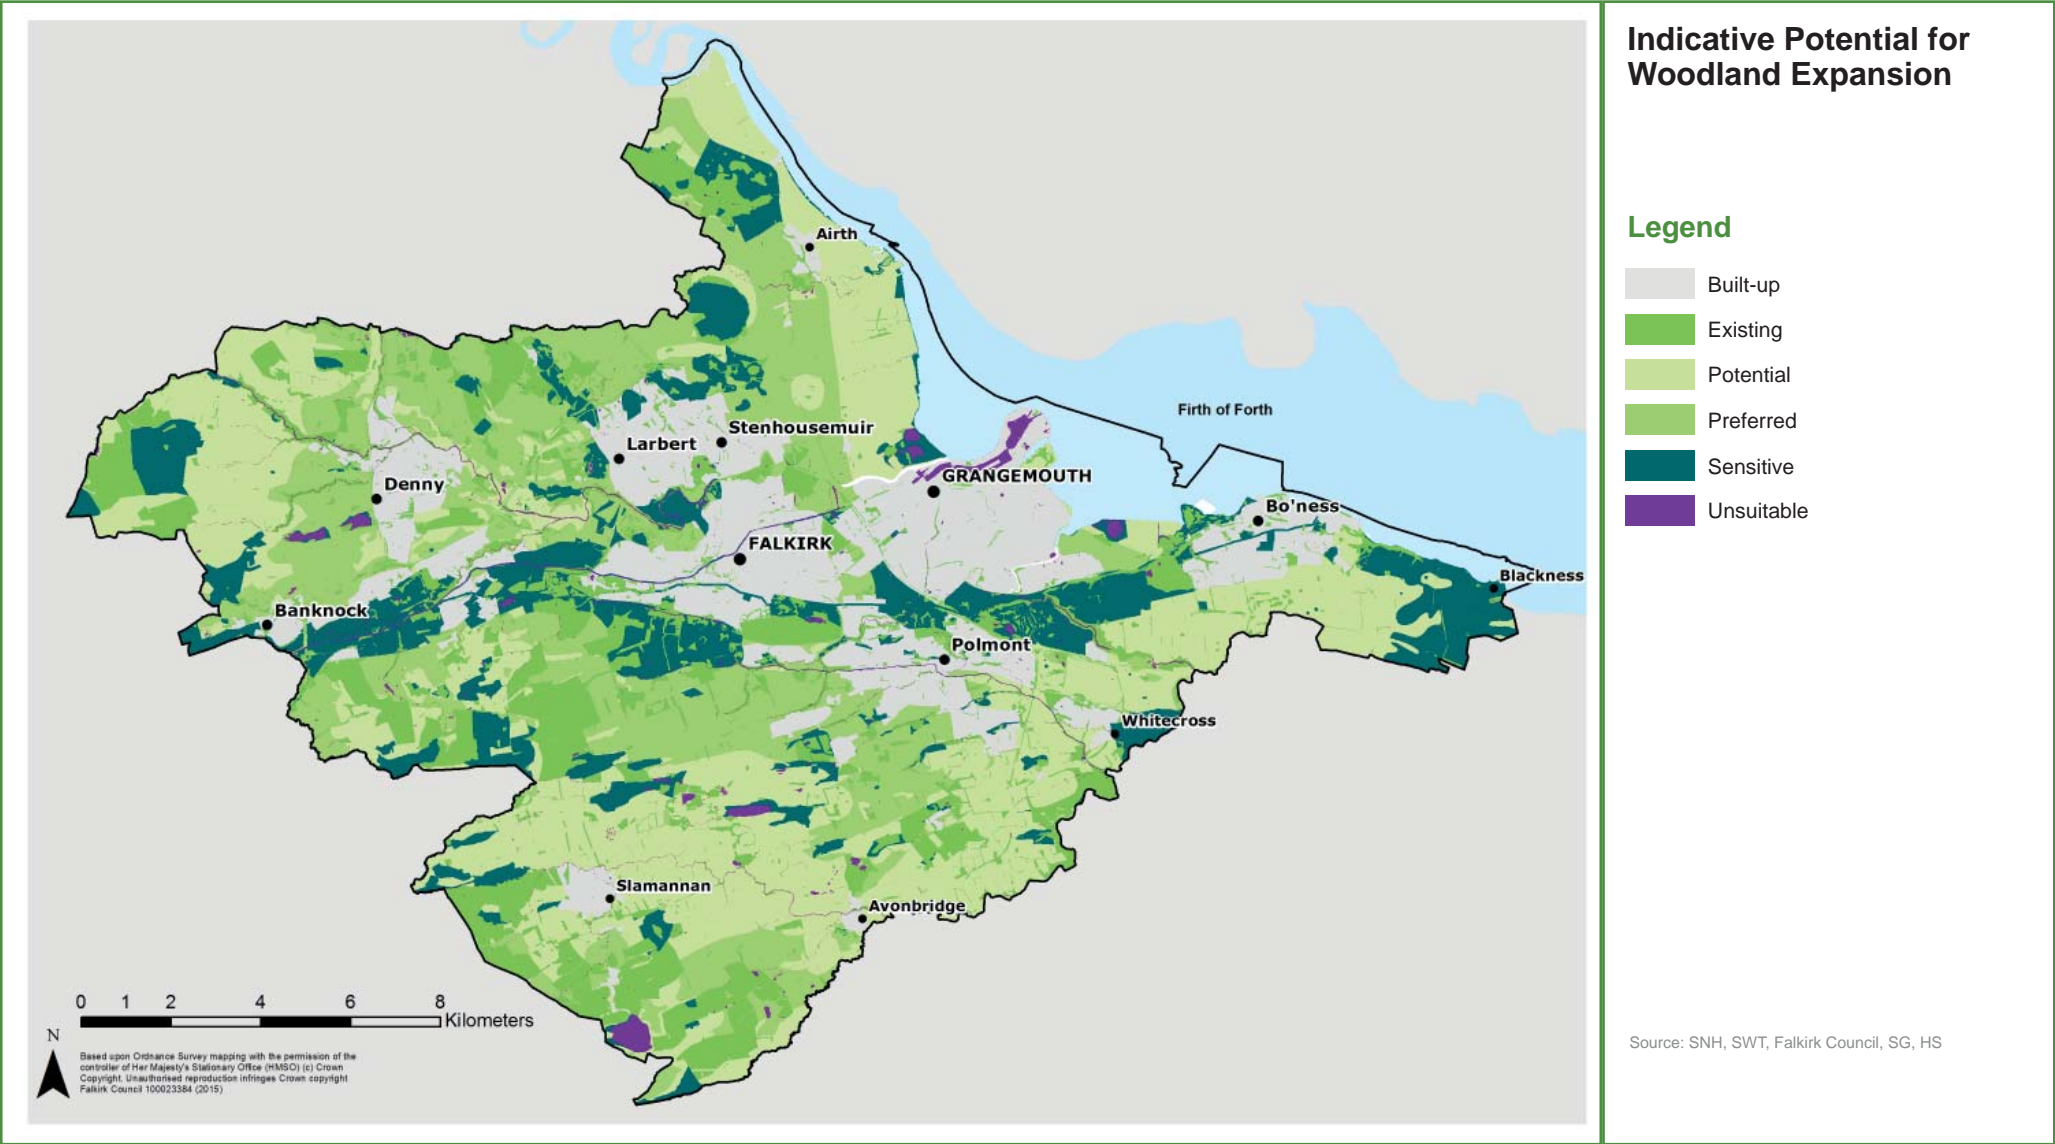 Indicative Potential for
Woodland Expansion
Legend
Built-up
Existing
Potential
Preferred
Sensitive
Unsuitable
Source: SNH, SWT, Falkirk Council, SG, HS
Airth
Firth of Forth
Stenhousemuir
Larbert
GRANGEMOUTH
Denny
Bo'ness
FALKIRK
Blackness
Banknock
Polmont
Whitecross
Slamannan
Avonbridge
0 1 2 4 6 8
Kilometers
N
Based upon Ordnance Survey mapping with the permission of the
controller of Her Majesty's Stationary Office (HMSO) (c) Crown
Copyright. Unauthorised reproduction infringes Crown copyright
Falkirk Council 100023384 (2015)